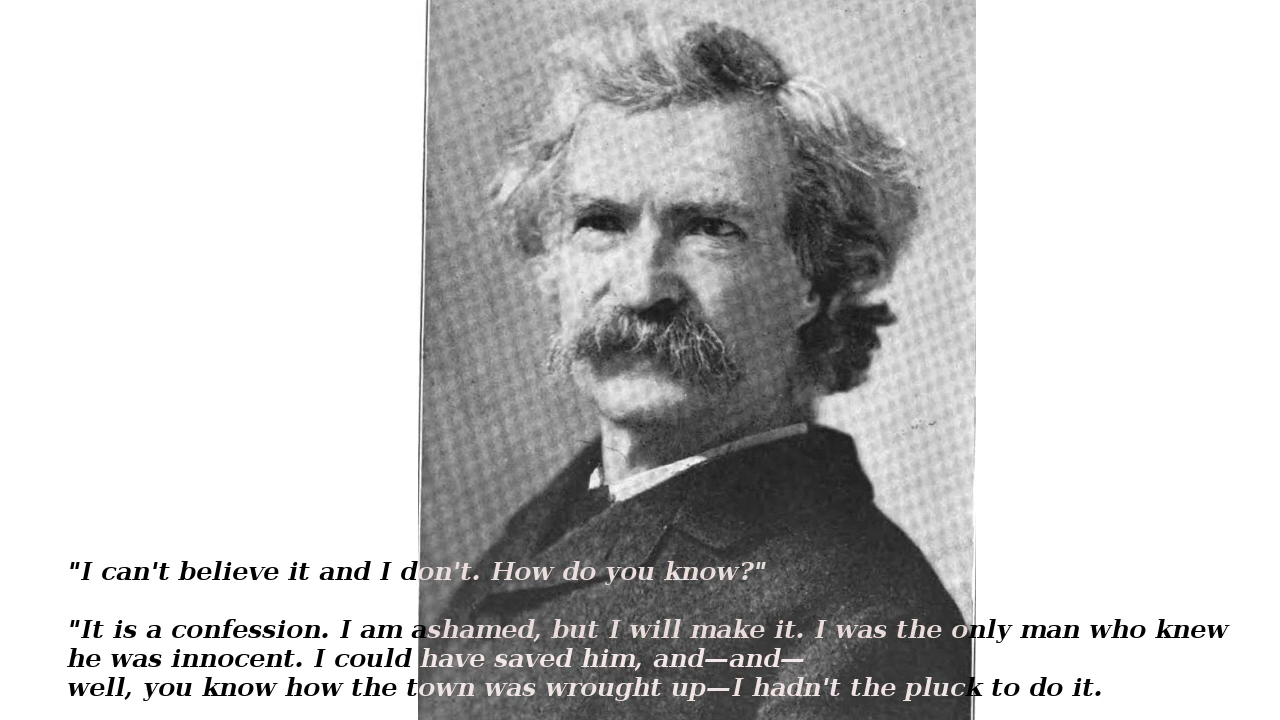 "I can't believe it and I don't. How do you know?"
"It is a confession. I am ashamed, but I will make it. I was the only man who knew
he was innocent. I could have saved him, and—and—
well, you know how the town was wrought up—I hadn't the pluck to do it.